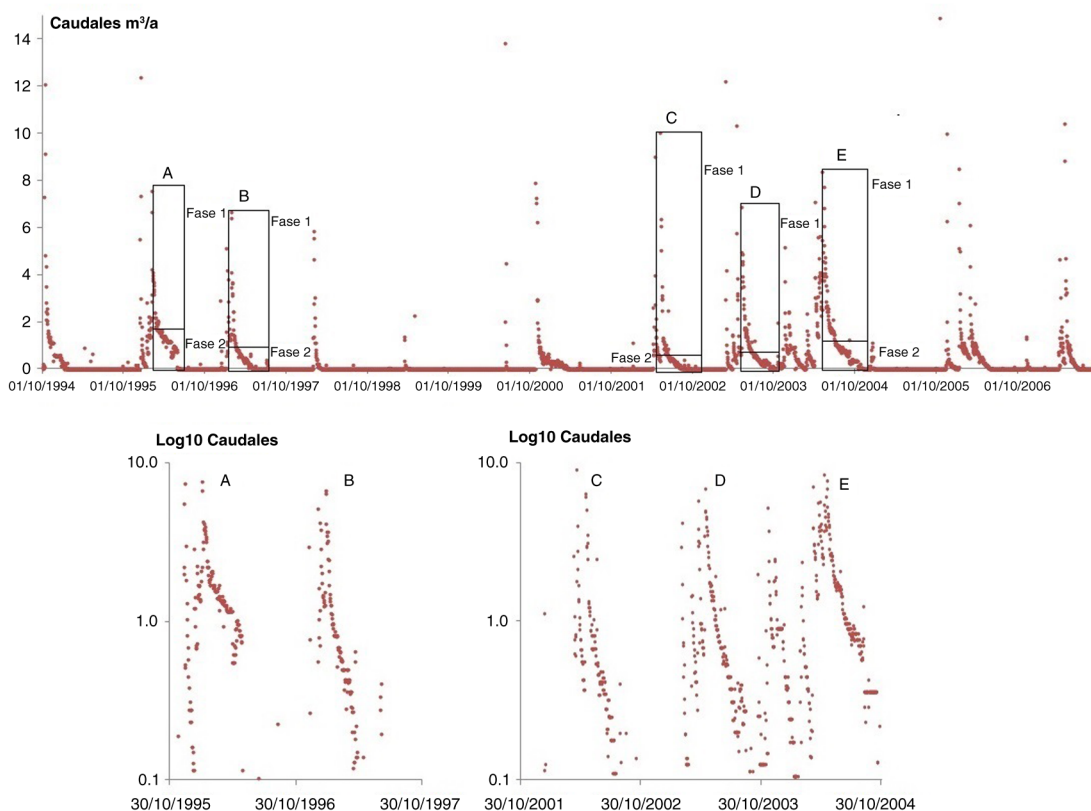 Caudales m³/a
14
12
10
8
6
4
2
0
A
Fase 1
Fase 2
B
Fase 1
Fase 2
C
Fase 1
Fase 2
D
Fase 1
E
Fase 1
Fase 2
01/10/1994 01/10/1995 01/10/1996 01/10/1997 01/10/1998 01/10/1999 01/10/2000 01/10/2001 01/10/2002 01/10/2003 01/10/2004 01/10/2005 01/10/2006
Log10 Caudales
10.0
1.0
0.1
A
B
30/10/1995 30/10/1996 30/10/1997
Log10 Caudales
10.0
1.0
0.1
C
D
E
30/10/2001 30/10/2002 30/10/2003 30/10/2004